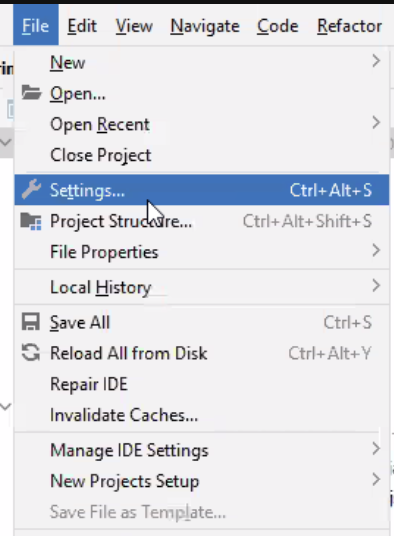 File Edit View Navigate Code Refactor
New
Open...
Open Recent
Close Project
Settings... Ctrl+Alt+S
Project Structure... Ctrl+Alt+Shift+S
File Properties
Local History
Save All Ctrl+S
Reload All from Disk Ctrl+Alt+Y
Repair IDE
Invalidate Caches...
Manage IDE Settings
New Projects Setup
Save File as Template...